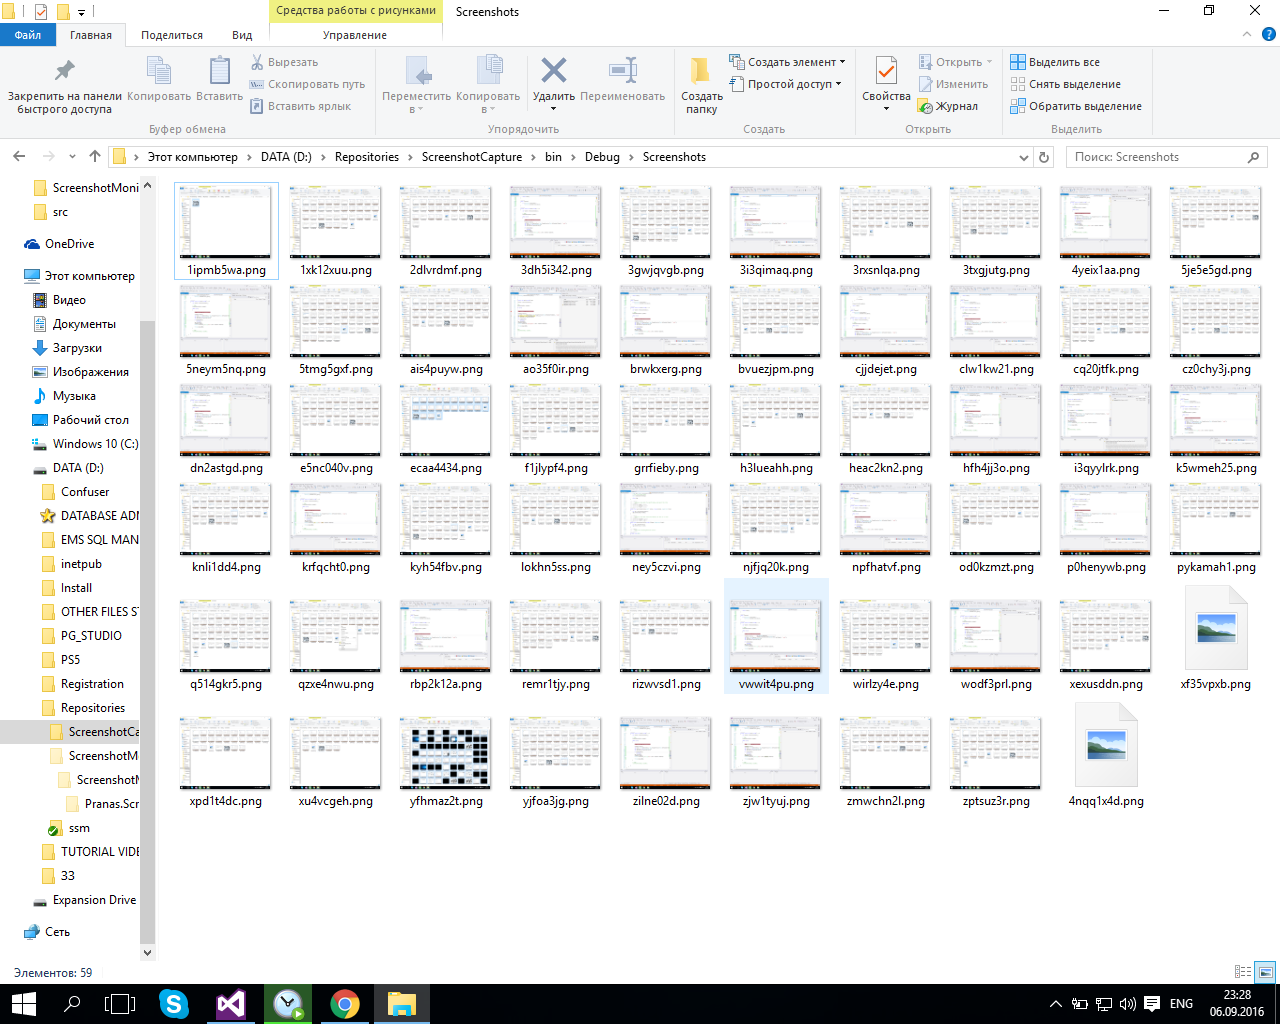 Средства работы с рисунками
Screenshots
Файл
Главная
Поделиться
Вид
Управление
Закрепить на панели
быстрого доступа
Копировать
Вставить
Вырезать
Скопировать путь
Вставить ярлык
Буфер обмена
Переместить
в
Копировать
в
Удалить
Переименовать
Упорядочить
Создать
папку
Создать элемент
Простой доступ
Создать
Свойства
Открыть
Изменить
Журнал
Открыть
Выделить все
Снять выделение
Обратить выделение
Выделить
Этот компьютер > DATA (D:) > Repositories > ScreenshotCapture > bin > Debug > Screenshots
Поиск: Screenshots
ScreenshotMoni
src
OneDrive
Этот компьютер
Видео
Документы
Загрузки
Изображения
Музыка
Рабочий стол
Windows 10 (C:)
DATA (D:)
Confuser
DATABASE ADM
EMS SQL MAN
inetpub
Install
OTHER FILES ST
PG_STUDIO
PS5
Registration
Repositories
ScreenshotCa
ScreenshotM
ScreenshotM
Pranas.Scr
ssm
TUTORIAL VIDE
33
Expansion Drive
Сеть
1ipmb5wa.png 1xk12xuu.png 2dlvrdmf.png 3dh5i342.png 3gwjqvgb.png 3i3qimaq.png 3rxsnlqa.png 3txgjutg.png 4yeix1aa.png 5je5e5gd.png
5neym5nq.png 5tmg5gxf.png ais4puyw.png ao35f0ir.png brwkxerg.png bvuezjpm.png cjjdejet.png clw1kw21.png cq20jtfk.png cz0chy3j.png
dn2astgd.png e5nc040v.png ecaa4434.png f1jlypf4.png grrfieby.png h3lueahh.png heac2kn2.png hfh4jj3o.png i3qyylrk.png k5wmeh25.png
knli1dd4.png krfqcht0.png kyh54fbv.png lokhn5ss.png ney5czvi.png njfjq20k.png npfhatvf.png od0kzmzt.png p0henywb.png pykamah1.png
q514gkr5.png qzxe4nwu.png rbp2k12a.png remr1tjy.png rizwvsd1.png vwwit4pu.png wirlzy4e.png wodf3prl.png xexusddn.png xf35vpxb.png
xpd1t4dc.png xu4vcgeh.png yfhmaz2t.png yjfoa3jg.png zilne02d.png zjw1tyuj.png zmwchn2l.png zptsuz3r.png 4nqq1x4d.png
Элементов: 59
ENG
23:28
06.09.2016